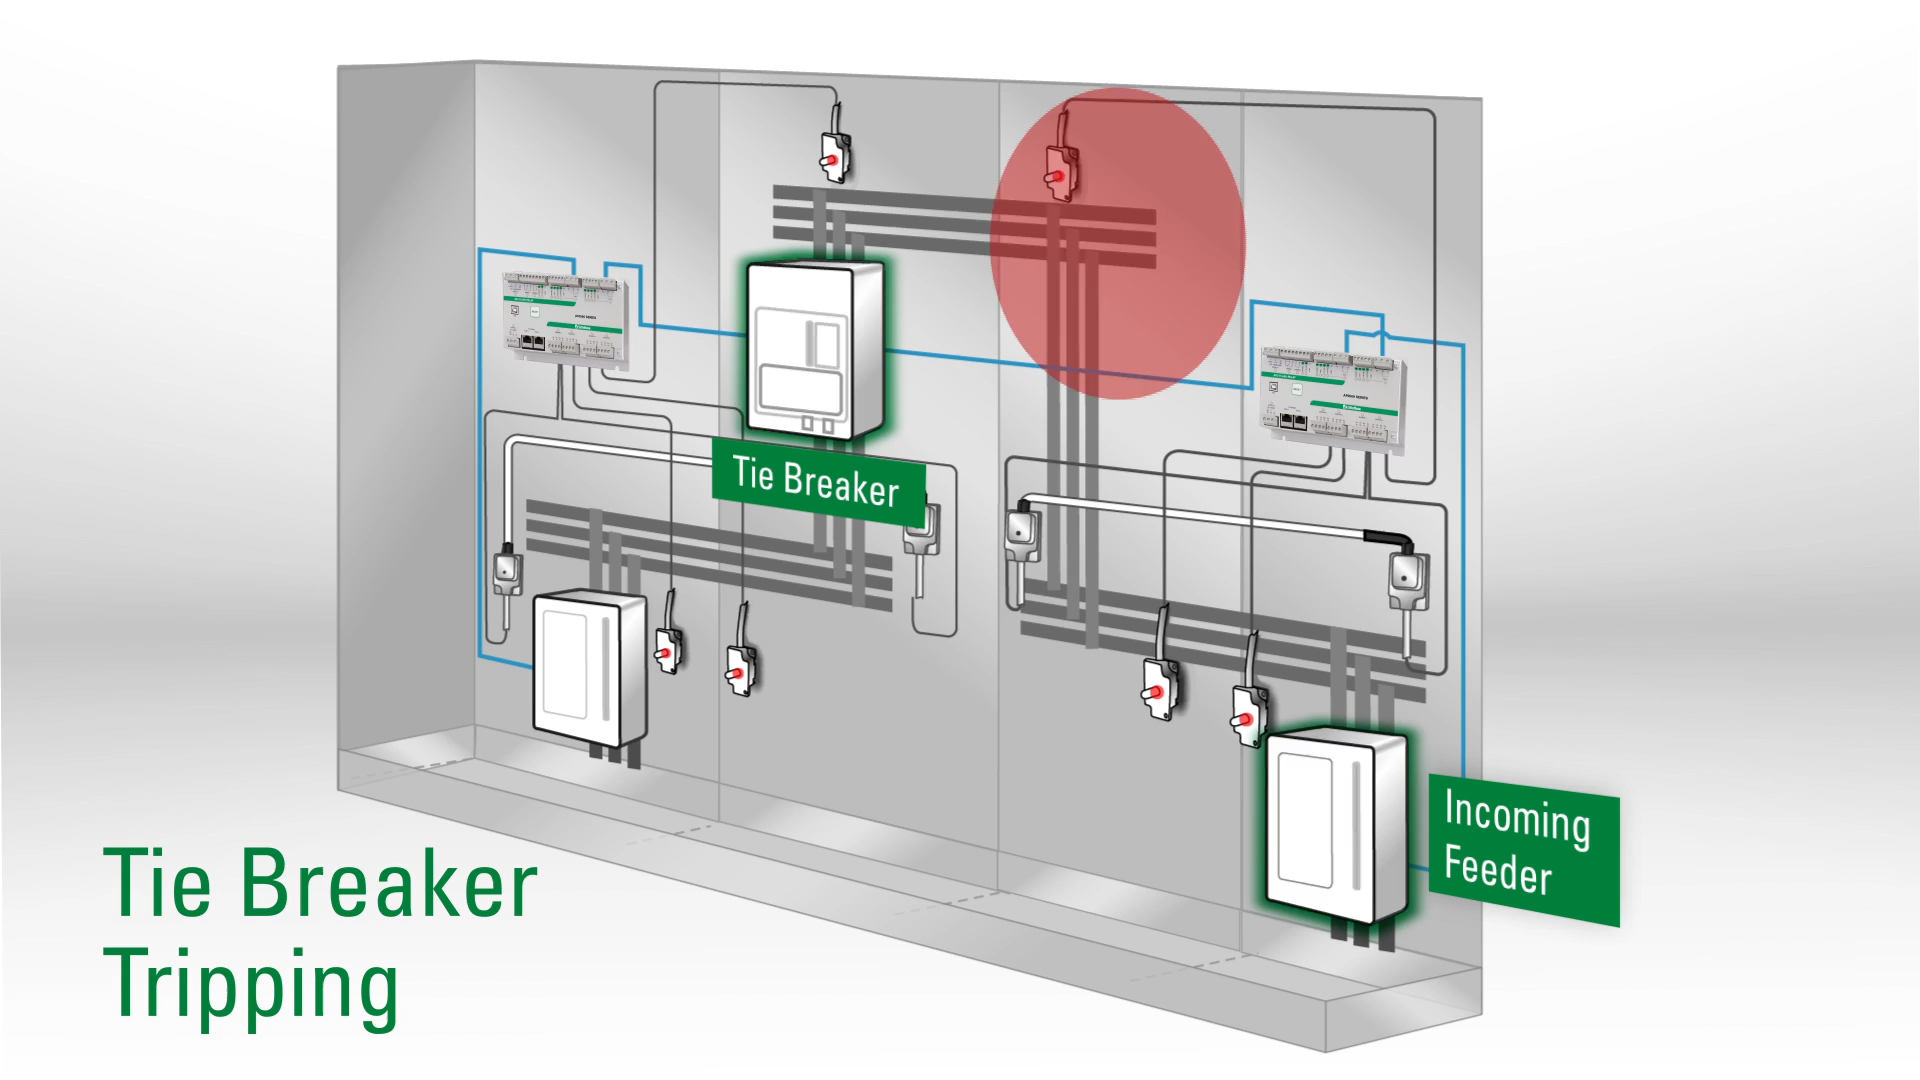 Tie Breaker
Incoming
Feeder
Tie Breaker
Tripping